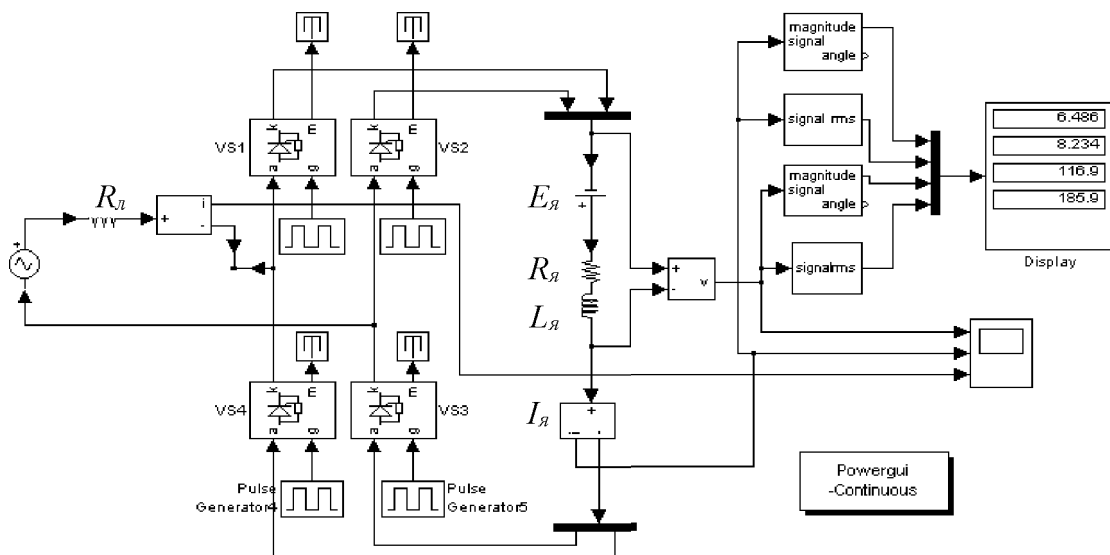 magnitude
signal
angle
k
m
k
m
VS1
VS2
a
g
a
g
signal rms
6.486
8.234
116.9
185.9
Display
magnitude
signal
angle
signalrms
Rл
+
i
-
+
Eя
+
Rя
Lя
+
-
v
k
m
k
m
VS4
VS3
a
g
a
g
Iя
+
i
-
Pulse
Generator4
Pulse
Generator5
Powergui
-Continuous